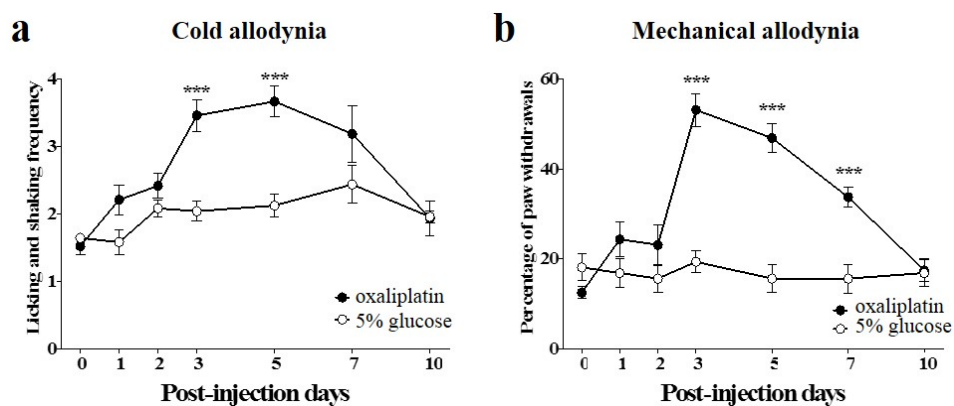 a
Cold allodynia
Licking and shaking frequency
4
3
2
1
0
***
***
oxaliplatin
5% glucose
0 1 2 3 5 7 10
Post-injection days
b
Mechanical allodynia
Percentage of paw withdrawals
60
40
20
0
***
***
***
oxaliplatin
5% glucose
0 1 2 3 5 7 10
Post-injection days